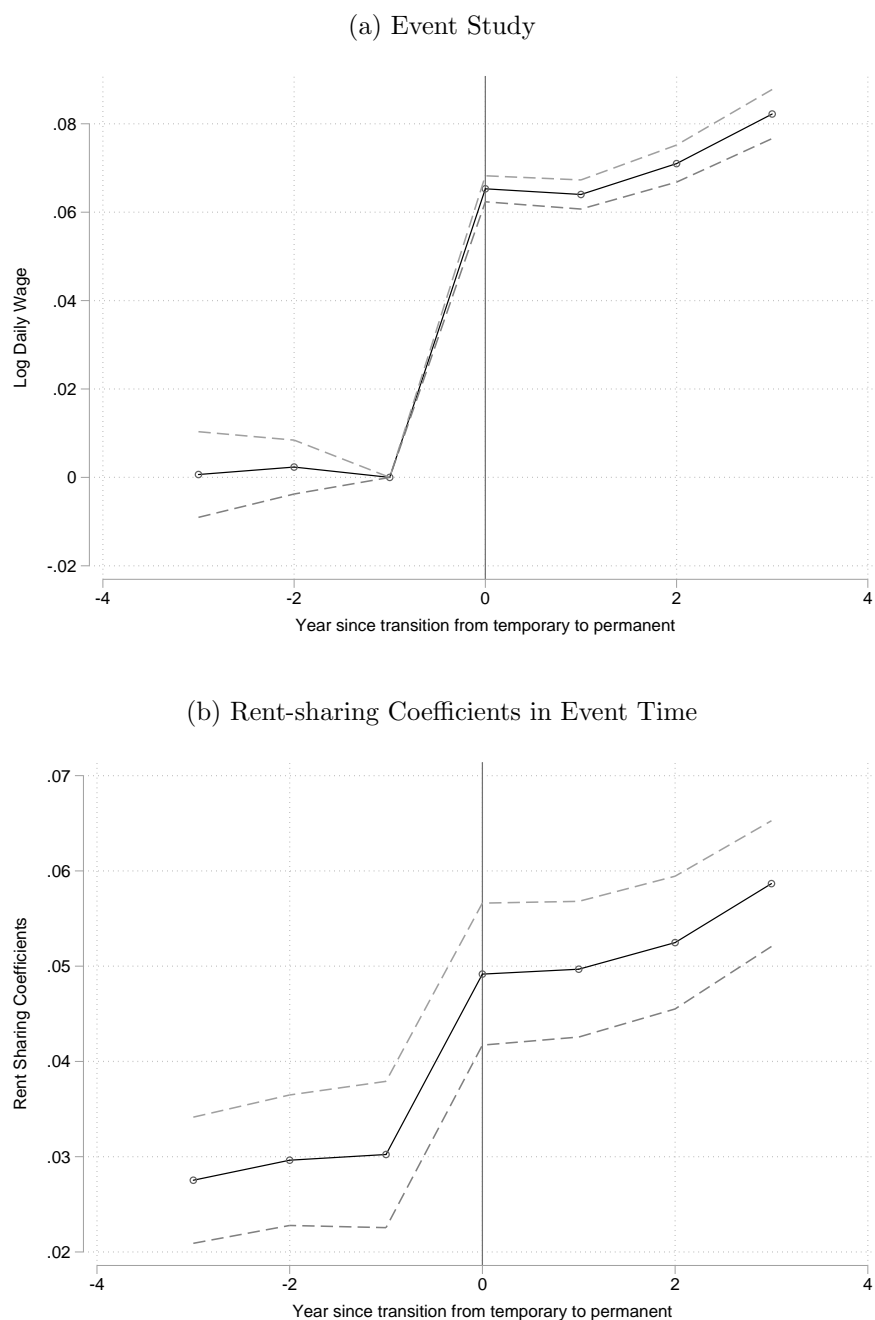 (a) Event Study
.08
.06
.04
.02
0
-.02
Log Daily Wage
-4 -2 0 2 4
Year since transition from temporary to permanent
(b) Rent-sharing Coefficients in Event Time
.07
.06
.05
.04
.03
.02
Rent Sharing Coefficients
-4 -2 0 2 4
Year since transition from temporary to permanent